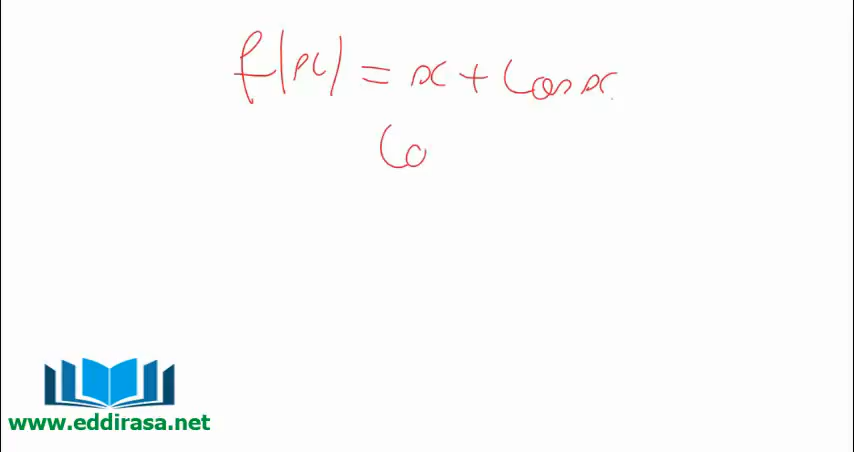 f(x) = x + Cos x
Co
www.eddirasa.net